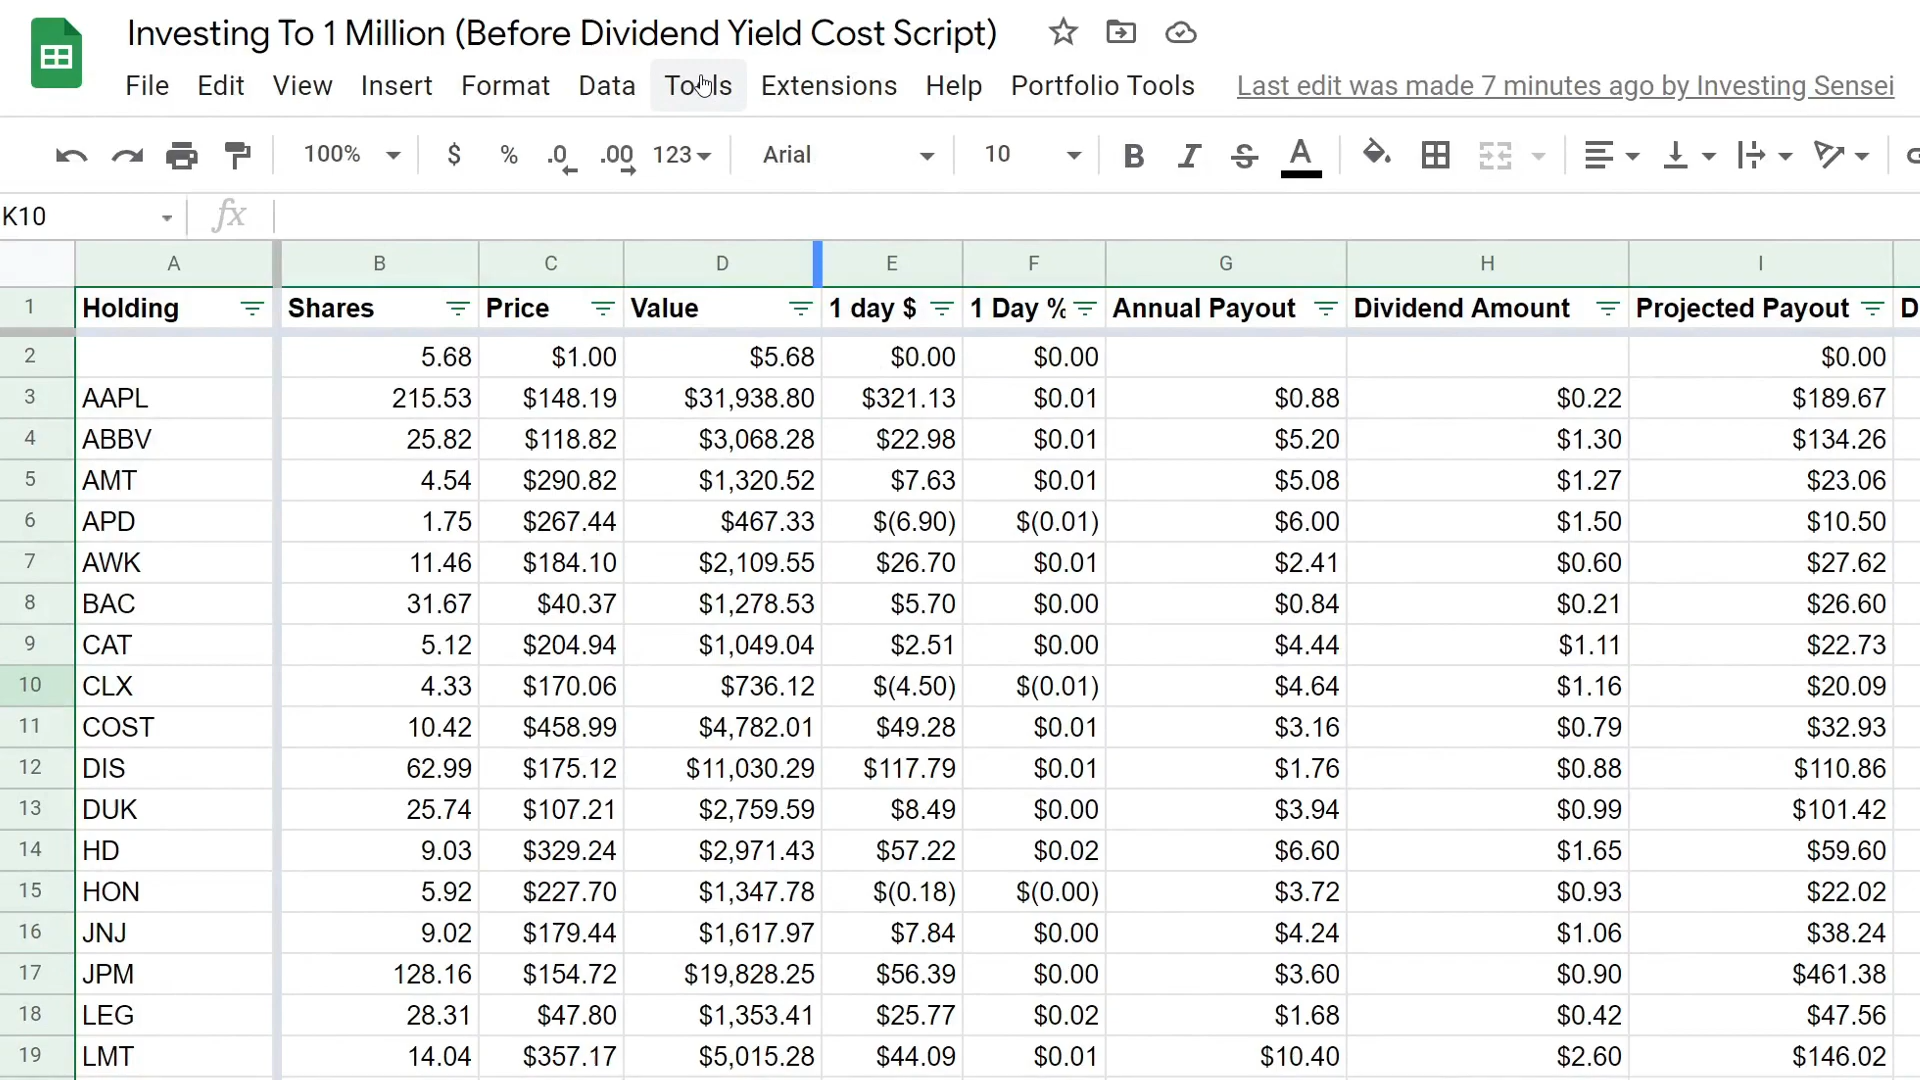 Investing To 1 Million (Before Dividend Yield Cost Script)
File Edit View Insert Format Data Tools Extensions Help Portfolio Tools Last edit was made 7 minutes ago by Investing Sensei
100% $ % .0 .00 123 Arial 10 B I S A
K10 fx
A B C D E F G H I
1 Holding Shares Price Value 1 day $ 1 Day % Annual Payout Dividend Amount Projected Payout D
2 5.68 $1.00 $5.68 $0.00 $0.00 $0.00
3 AAPL 215.53 $148.19 $31,938.80 $321.13 $0.01 $0.88 $0.22 $189.67
4 ABBV 25.82 $118.82 $3,068.28 $22.98 $0.01 $5.20 $1.30 $134.26
5 AMT 4.54 $290.82 $1,320.52 $7.63 $0.01 $5.08 $1.27 $23.06
6 APD 1.75 $267.44 $467.33 $(6.90) $(0.01) $6.00 $1.50 $10.50
7 AWK 11.46 $184.10 $2,109.55 $26.70 $0.01 $2.41 $0.60 $27.62
8 BAC 31.67 $40.37 $1,278.53 $5.70 $0.00 $0.84 $0.21 $26.60
9 CAT 5.12 $204.94 $1,049.04 $2.51 $0.00 $4.44 $1.11 $22.73
10 CLX 4.33 $170.06 $736.12 $(4.50) $(0.01) $4.64 $1.16 $20.09
11 COST 10.42 $458.99 $4,782.01 $49.28 $0.01 $3.16 $0.79 $32.93
12 DIS 62.99 $175.12 $11,030.29 $117.79 $0.01 $1.76 $0.88 $110.86
13 DUK 25.74 $107.21 $2,759.59 $8.49 $0.00 $3.94 $0.99 $101.42
14 HD 9.03 $329.24 $2,971.43 $57.22 $0.02 $6.60 $1.65 $59.60
15 HON 5.92 $227.70 $1,347.78 $(0.18) $(0.00) $3.72 $0.93 $22.02
16 JNJ 9.02 $179.44 $1,617.97 $7.84 $0.00 $4.24 $1.06 $38.24
17 JPM 128.16 $154.72 $19,828.25 $56.39 $0.00 $3.60 $0.90 $461.38
18 LEG 28.31 $47.80 $1,353.41 $25.77 $0.02 $1.68 $0.42 $47.56
19 LMT 14.04 $357.17 $5,015.28 $44.09 $0.01 $10.40 $2.60 $146.02